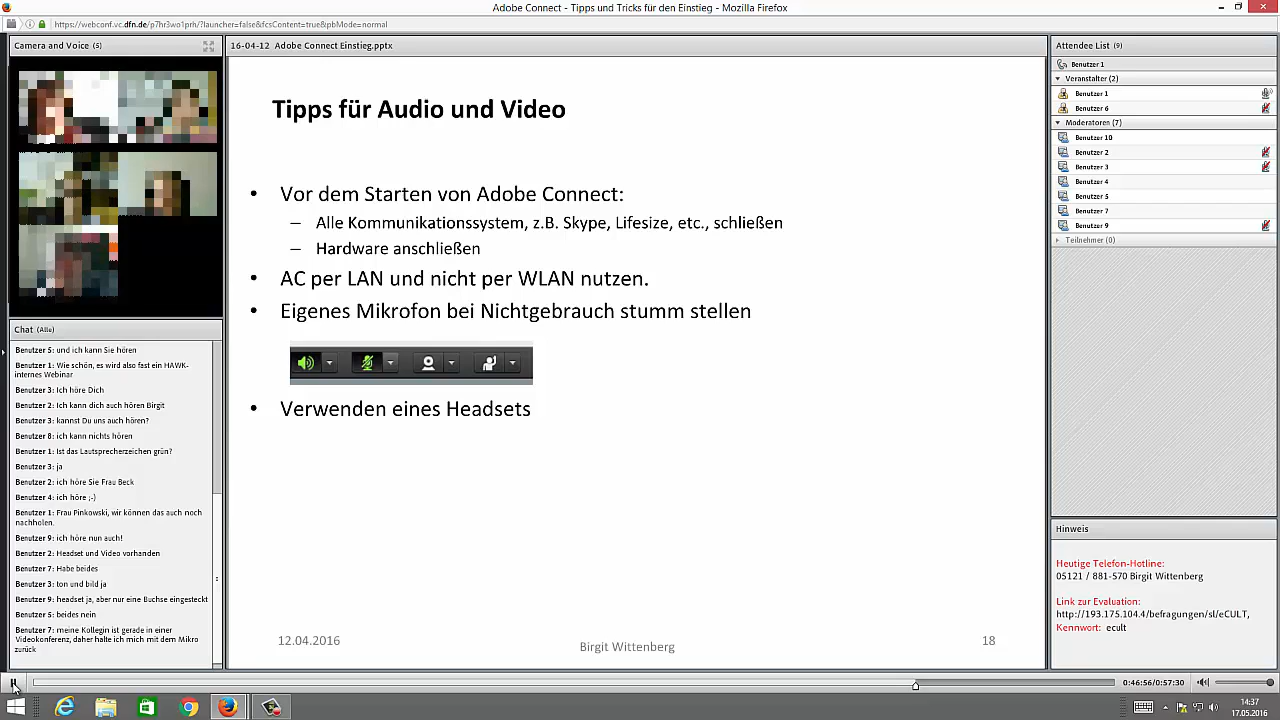 Adobe Connect - Tipps und Tricks für den Einstieg - Mozilla Firefox
https://webconf.vc.dfn.de/p7hr3wo1prh/?launcher=false&fcsContent=true&pbMode=normal
Camera and Voice (5)
Chat (Alle)
Benutzer 5: und ich kann Sie hören
Benutzer 1: Wie schön, es wird also fast ein HAWK-
internes Webinar
Benutzer 3: Ich höre Dich
Benutzer 2: Ich kann dich auch hören Birgit
Benutzer 3: kannst Du uns auch hören?
Benutzer 8: ich kann nichts hören
Benutzer 1: Ist das Lautsprecherzeichen grün?
Benutzer 3: ja
Benutzer 2: ich höre Sie Frau Beck
Benutzer 4: ich höre ;-)
Benutzer 1: Frau Pinkowski, wir können das auch noch
nachholen.
Benutzer 9: ich höre nun auch!
Benutzer 2: Headset und Video vorhanden
Benutzer 7: Habe beides
Benutzer 3: ton und bild ja
Benutzer 9: headset ja, aber nur eine Buchse eingesteckt
Benutzer 5: beides nein
Benutzer 7: meine Kollegin ist gerade in einer
Videokonferenz, daher halte ich mich mit dem Mikro
zurück
16-04-12 Adobe Connect Einstieg.pptx
Tipps für Audio und Video
• Vor dem Starten von Adobe Connect:
– Alle Kommunikationssystem, z.B. Skype, Lifesize, etc., schließen
– Hardware anschließen
• AC per LAN und nicht per WLAN nutzen.
• Eigenes Mikrofon bei Nichtgebrauch stumm stellen
• Verwenden eines Headsets
12.04.2016
Birgit Wittenberg
18
Attendee List (9)
Benutzer 1
Veranstalter (2)
Benutzer 1
Benutzer 6
Moderatoren (7)
Benutzer 10
Benutzer 2
Benutzer 3
Benutzer 4
Benutzer 5
Benutzer 7
Benutzer 9
Teilnehmer (0)
Hinweis
Heutige Telefon-Hotline:
05121 / 881-570 Birgit Wittenberg
Link zur Evaluation:
http://193.175.104.4/befragungen/sl/eCULT,
Kennwort: ecult
0:46:56/0:57:30
14:37
17.05.2016